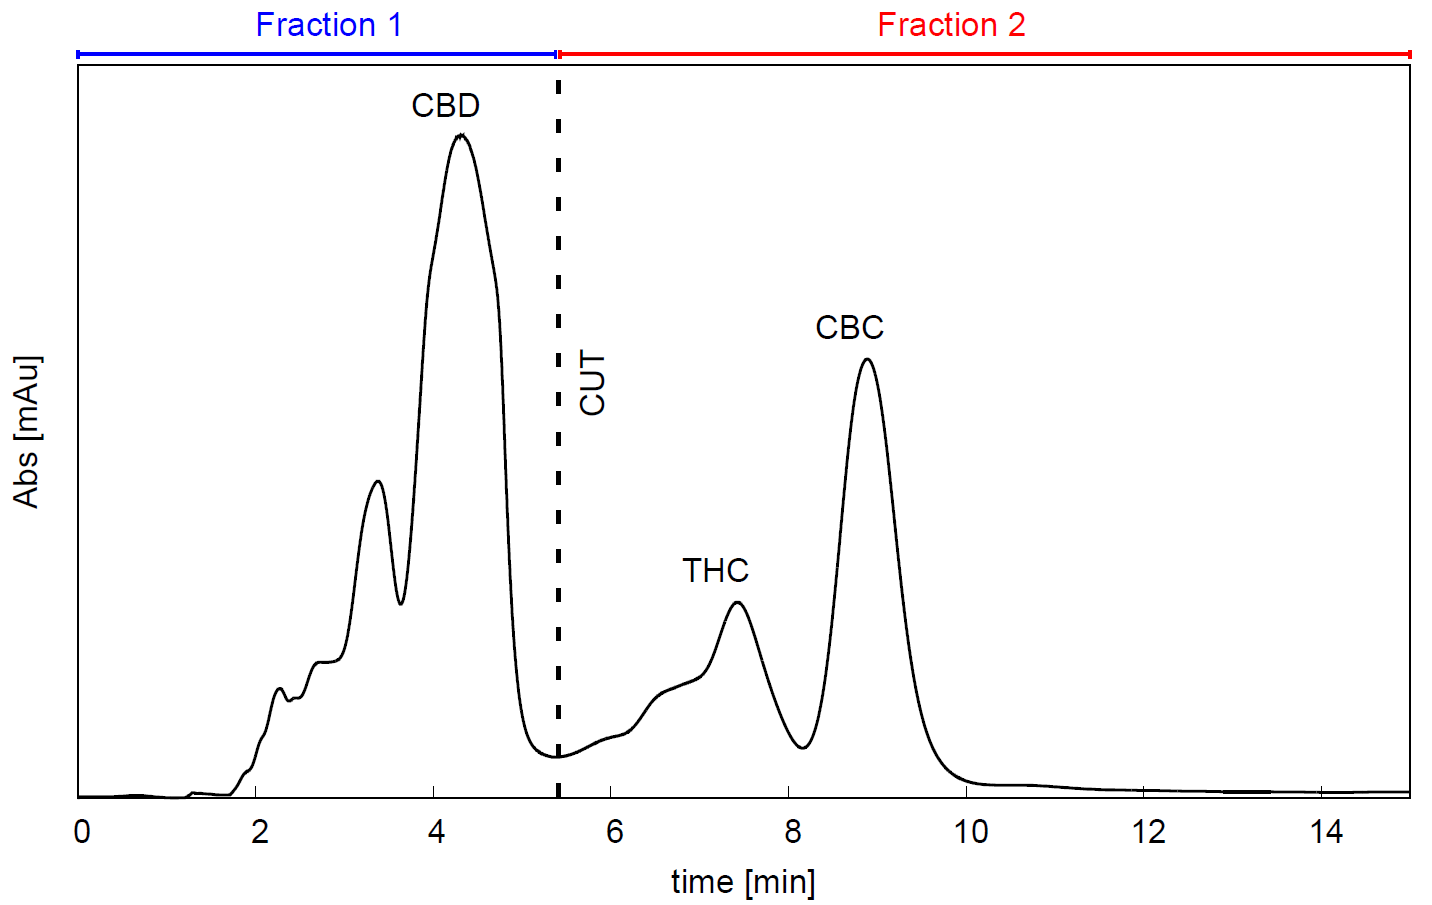 Fraction 1
Fraction 2
CBD
CBC
CUT
THC
Abs [mAu]
0 2 4 6 8 10 12 14
time [min]